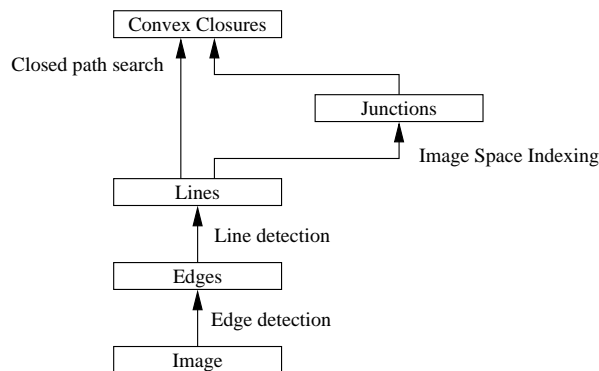 Convex Closures
Closed path search
Junctions
Image Space Indexing
Lines
Line detection
Edges
Edge detection
Image